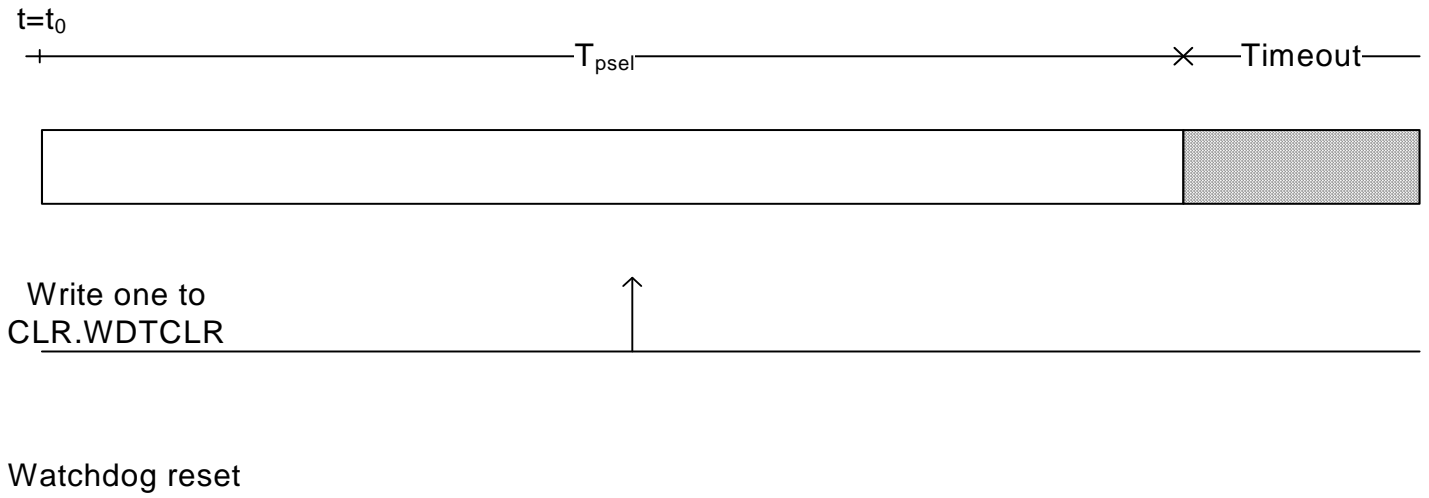 t=t₀
Tpsel Timeout
Write one to
CLR.WDTCLR
Watchdog reset